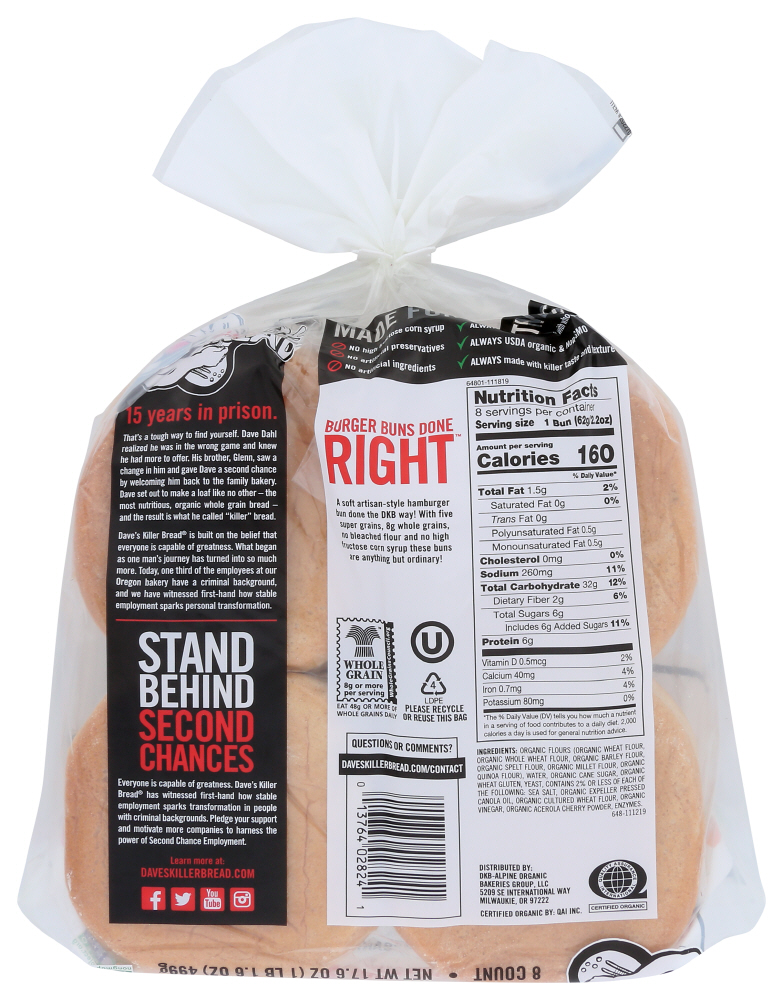 15 years in prison.
That's a tough way to find yourself. Dave Dahl
realized he was in the wrong game and knew
he had more to offer. His brother, Glenn, saw a
change in him and gave Dave a second chance
by welcoming him back to the family bakery.
Dave set out to make a loaf like no other – the
most nutritious, organic whole grain bread –
and the result is what he called "killer" bread.
Dave's Killer Bread® is built on the belief that
everyone is capable of greatness. What began
as one man's journey has turned into so much
more. Today, one third of the employees at our
Oregon bakery have a criminal background,
and we have witnessed first-hand how stable
employment sparks personal transformation.
STAND
BEHIND
SECOND
CHANCES
Everyone is capable of greatness. Dave's Killer
Bread® has witnessed first-hand how stable
employment sparks transformation in people
with criminal backgrounds. Pledge your support
and motivate more companies to harness the
power of Second Chance Employment.
Learn more at:
DAVESKILLERBREAD.COM
You
Tube
MADE
NO high corn syrup
NO preservatives
NO artificial ingredients
ALWAYS USDA organic &
ALWAYS made with killer taste and texture
BURGER BUNS DONE
RIGHT™
A soft artisan-style hamburger
bun done the DKB way! With five
super grains, 8g whole grains,
no bleached flour and no high
fructose corn syrup these buns
are anything but ordinary!
WHOLE
GRAIN
8g or more
per serving
WholeGrainsCouncil.org
EAT 48g OR MORE OF
WHOLE GRAINS DAILY
U
4
LDPE
PLEASE RECYCLE
OR REUSE THIS BAG
QUESTIONS OR COMMENTS?
DAVESKILLERBREAD.COM/CONTACT
0 13764 02824 1
64801-111819
Nutrition Facts
8 servings per container
Serving size 1 Bun (62g/2.2oz)
Amount per serving
Calories 160
% Daily Value*
Total Fat 1.5g 2%
Saturated Fat 0g 0%
Trans Fat 0g
Polyunsaturated Fat 0.5g
Monounsaturated Fat 0.5g
Cholesterol 0mg 0%
Sodium 260mg 11%
Total Carbohydrate 32g 12%
Dietary Fiber 2g 6%
Total Sugars 6g
Includes 6g Added Sugars 11%
Protein 6g
Vitamin D 0.5mcg 2%
Calcium 40mg 4%
Iron 0.7mg 4%
Potassium 80mg 0%
*The % Daily Value (DV) tells you how much a nutrient
in a serving of food contributes to a daily diet. 2,000
calories a day is used for general nutrition advice.
INGREDIENTS: ORGANIC FLOURS (ORGANIC WHEAT FLOUR,
ORGANIC WHOLE WHEAT FLOUR, ORGANIC BARLEY FLOUR,
ORGANIC SPELT FLOUR, ORGANIC MILLET FLOUR, ORGANIC
QUINOA FLOUR), WATER, ORGANIC CANE SUGAR, ORGANIC
WHEAT GLUTEN, YEAST, CONTAINS 2% OR LESS OF EACH OF
THE FOLLOWING: SEA SALT, ORGANIC EXPELLER PRESSED
CANOLA OIL, ORGANIC CULTURED WHEAT FLOUR, ORGANIC
VINEGAR, ORGANIC ACEROLA CHERRY POWDER, ENZYMES.
648-111219
DISTRIBUTED BY:
DKB-ALPINE ORGANIC
BAKERIES GROUP, LLC
5209 SE INTERNATIONAL WAY
MILWAUKIE, OR 97222
CERTIFIED ORGANIC BY: QAI INC.
QUALITY ASSURANCE
INTERNATIONAL
CERTIFIED ORGANIC
8 COUNT • NET WT 17.6 OZ (1 LB 1.6 OZ) 499g